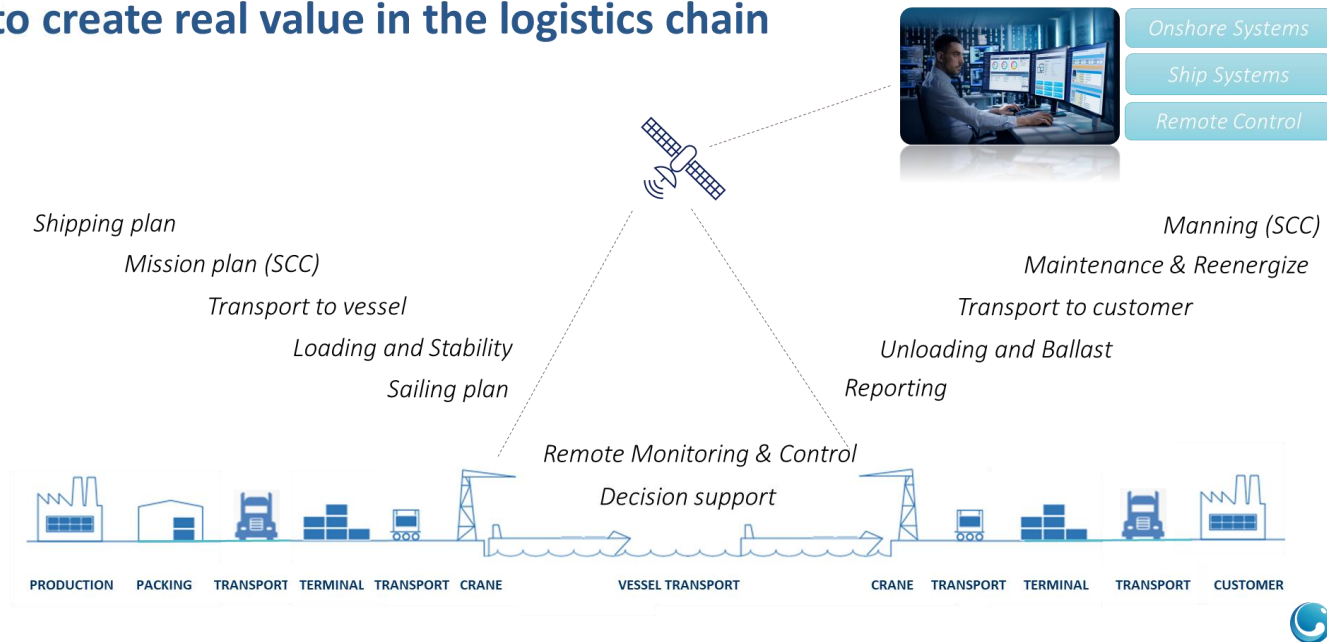 to create real value in the logistics chain
Onshore Systems
Ship Systems
Remote Control
Shipping plan
Mission plan (SCC)
Transport to vessel
Loading and Stability
Sailing plan
Manning (SCC)
Maintenance & Reenergize
Transport to customer
Unloading and Ballast
Reporting
Remote Monitoring & Control
Decision support
PRODUCTION PACKING TRANSPORT TERMINAL TRANSPORT CRANE VESSEL TRANSPORT CRANE TRANSPORT TERMINAL TRANSPORT CUSTOMER